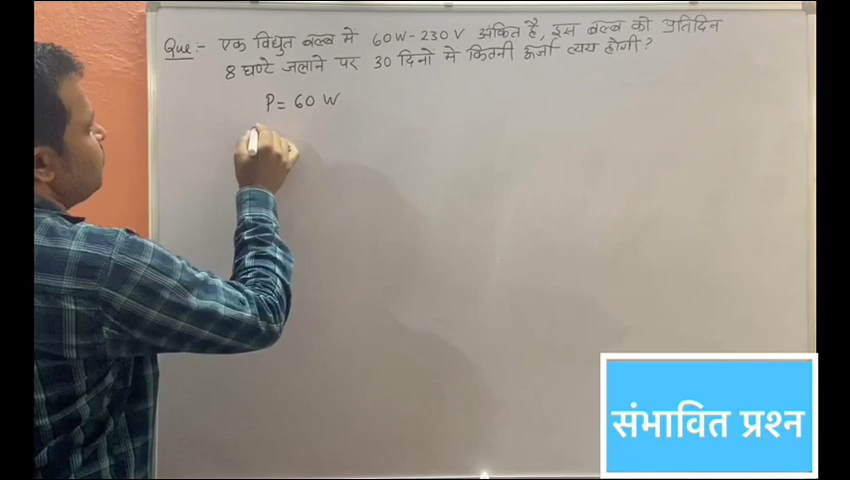 Que:- एक विद्युत बल्ब में 60W-230V अंकित है, इस बल्ब को प्रतिदिन
8 घण्टे जलाने पर 30 दिनों में कितनी ऊर्जा व्यय होगी?
P = 60 W
संभावित प्रश्न